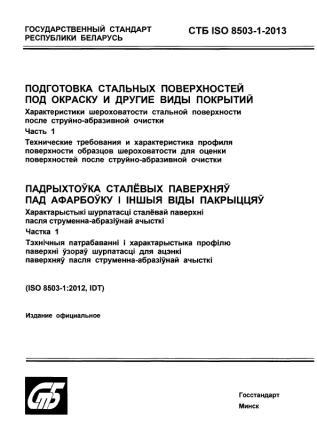 ГОСУДАРСТВЕННЫЙ СТАНДАРТ
РЕСПУБЛИКИ БЕЛАРУСЬ
СТБ ISO 8503-1-2013
ПОДГОТОВКА СТАЛЬНЫХ ПОВЕРХНОСТЕЙ
ПОД ОКРАСКУ И ДРУГИЕ ВИДЫ ПОКРЫТИЙ
Характеристики шероховатости стальной поверхности
после струйно-абразивной очистки
Часть 1
Технические требования и характеристика профиля
поверхности образцов шероховатости для оценки
поверхностей после струйно-абразивной очистки
ПАДРЫХТОЎКА СТАЛЁВЫХ ПАВЕРХНЯЎ
ПАД АФАРБОЎКУ І ІНШЫЯ ВІДЫ ПАКРЫЦЦЯЎ
Характарыстыкі шурпатасці сталёвай паверхні
пасля струменна-абразіўнай ачысткі
Частка 1
Тэхнічныя патрабаванні і характарыстыка профілю
паверхні ўзораў шурпатасці для ацэнкі
паверхняў пасля струменна-абразіўнай ачысткі
(ISO 8503-1:2012, IDT)
Издание официальное
СТБ
Госстандарт
Минск